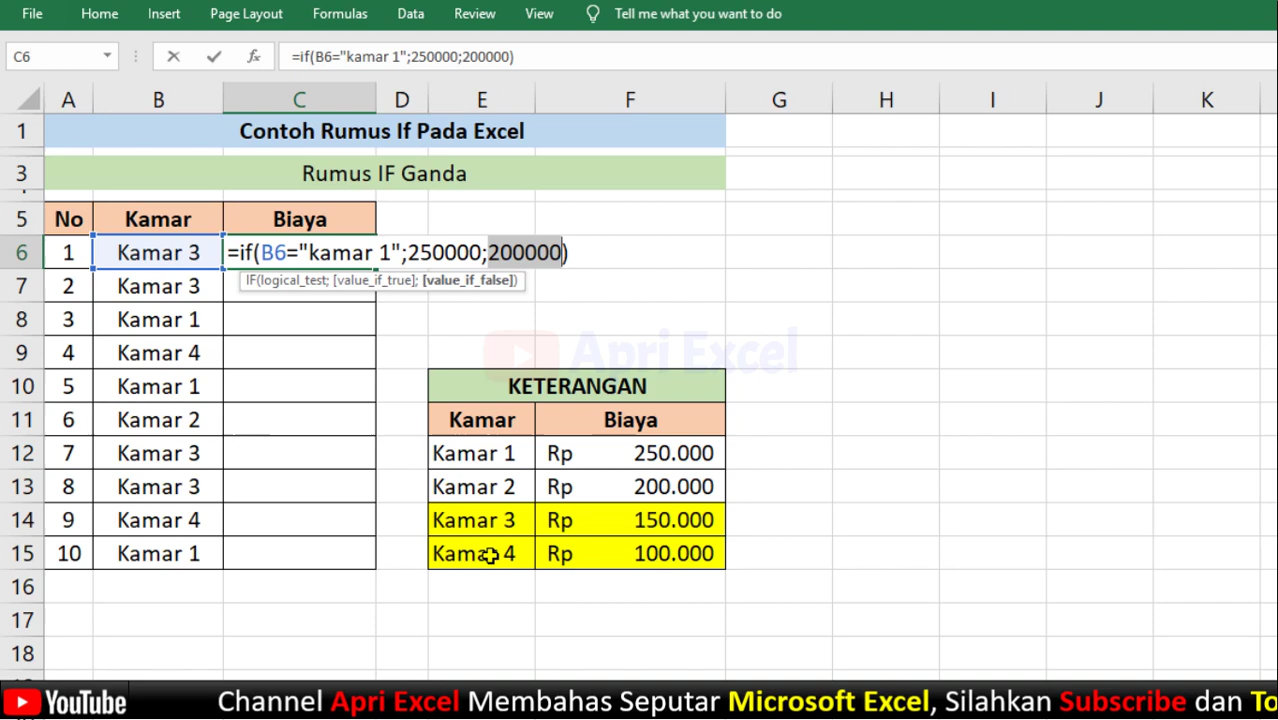 File Home Insert Page Layout Formulas Data Review View Tell me what you want to do
C6 fx =if(B6="kamar 1";250000;200000)
A B C D E F G H I J K
1 Contoh Rumus If Pada Excel
3 Rumus IF Ganda
5 No Kamar Biaya
6 1 Kamar 3 =if(B6="kamar 1";250000;200000)
IF(logical_test; [value_if_true]; [value_if_false])
7 2 Kamar 3
8 3 Kamar 1
Apri Excel
9 4 Kamar 4
10 5 Kamar 1 KETERANGAN
11 6 Kamar 2 Kamar Biaya
12 7 Kamar 3 Kamar 1 Rp 250.000
13 8 Kamar 3 Kamar 2 Rp 200.000
14 9 Kamar 4 Kamar 3 Rp 150.000
15 10 Kamar 1 Kamar 4 Rp 100.000
16
17
18
YouTube Channel Apri Excel Membahas Seputar Microsoft Excel, Silahkan Subscribe dan To